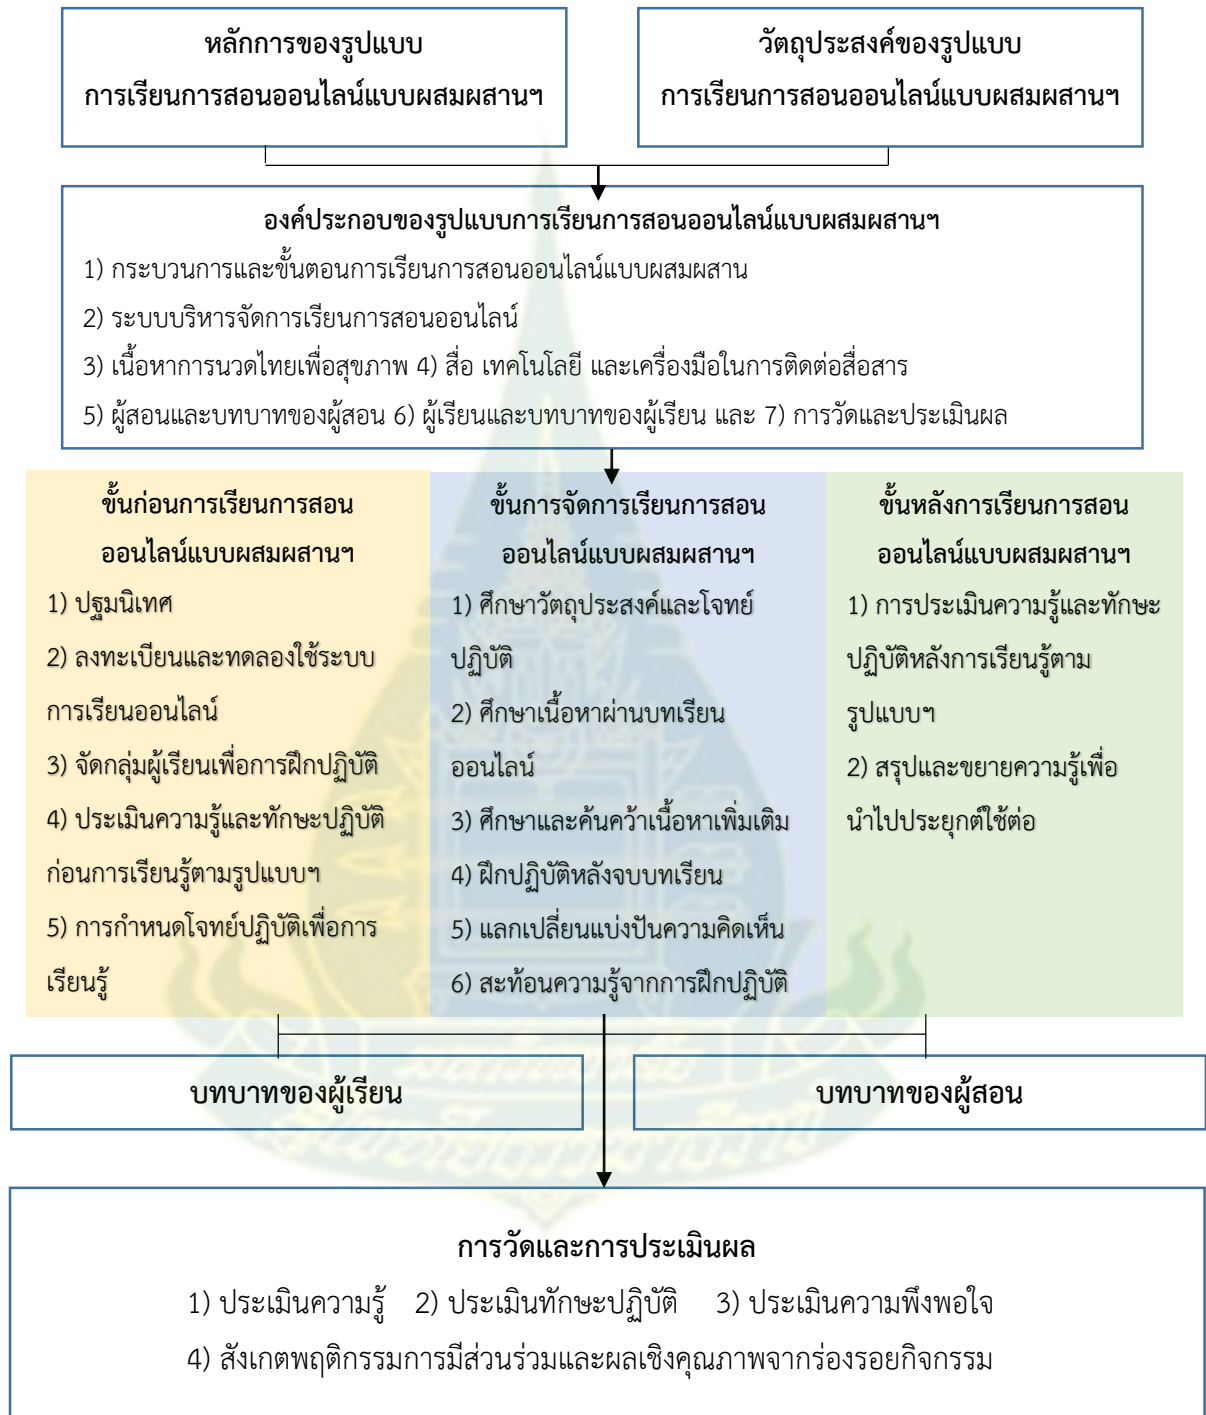 หลักการของรูปแบบ
การเรียนการสอนออนไลน์แบบผสมผสานฯ
วัตถุประสงค์ของรูปแบบ
การเรียนการสอนออนไลน์แบบผสมผสานฯ
องค์ประกอบของรูปแบบการเรียนการสอนออนไลน์แบบผสมผสานฯ
1) กระบวนการและขั้นตอนการเรียนการสอนออนไลน์แบบผสมผสาน
2) ระบบบริหารจัดการเรียนการสอนออนไลน์
3) เนื้อหาการนวดไทยเพื่อสุขภาพ 4) สื่อ เทคโนโลยี และเครื่องมือในการติดต่อสื่อสาร
5) ผู้สอนและบทบาทของผู้สอน 6) ผู้เรียนและบทบาทของผู้เรียน และ 7) การวัดและประเมินผล
ขั้นก่อนการเรียนการสอน
ออนไลน์แบบผสมผสานฯ
1) ปฐมนิเทศ
2) ลงทะเบียนและทดลองใช้ระบบ
การเรียนออนไลน์
3) จัดกลุ่มผู้เรียนเพื่อการฝึกปฏิบัติ
4) ประเมินความรู้และทักษะปฏิบัติ
ก่อนการเรียนรู้ตามรูปแบบฯ
5) การกำหนดโจทย์ปฏิบัติเพื่อการ
เรียนรู้
ขั้นการจัดการเรียนการสอน
ออนไลน์แบบผสมผสานฯ
1) ศึกษาวัตถุประสงค์และโจทย์
ปฏิบัติ
2) ศึกษาเนื้อหาผ่านบทเรียน
ออนไลน์
3) ศึกษาและค้นคว้าเนื้อหาเพิ่มเติม
4) ฝึกปฏิบัติหลังจบบทเรียน
5) แลกเปลี่ยนแบ่งปันความคิดเห็น
6) สะท้อนความรู้จากการฝึกปฏิบัติ
ขั้นหลังการเรียนการสอน
ออนไลน์แบบผสมผสานฯ
1) การประเมินความรู้และทักษะ
ปฏิบัติหลังการเรียนรู้ตาม
รูปแบบฯ
2) สรุปและขยายความรู้เพื่อ
นำไปประยุกต์ใช้ต่อ
บทบาทของผู้เรียน
บทบาทของผู้สอน
มหาวิทยาลัย
สุโขทัยธรรมาธิราช
การวัดและการประเมินผล
1) ประเมินความรู้ 2) ประเมินทักษะปฏิบัติ 3) ประเมินความพึงพอใจ
4) สังเกตพฤติกรรมการมีส่วนร่วมและผลเชิงคุณภาพจากร่องรอยกิจกรรม